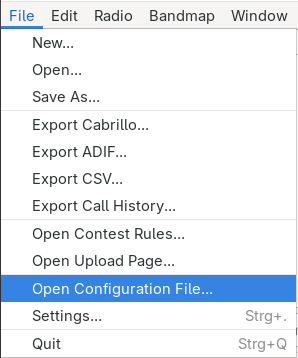 File Edit Radio Bandmap Window
New...
Open...
Save As...
Export Cabrillo...
Export ADIF...
Export CSV...
Export Call History...
Open Contest Rules...
Open Upload Page...
Open Configuration File...
Settings... Strg+.
Quit Strg+Q